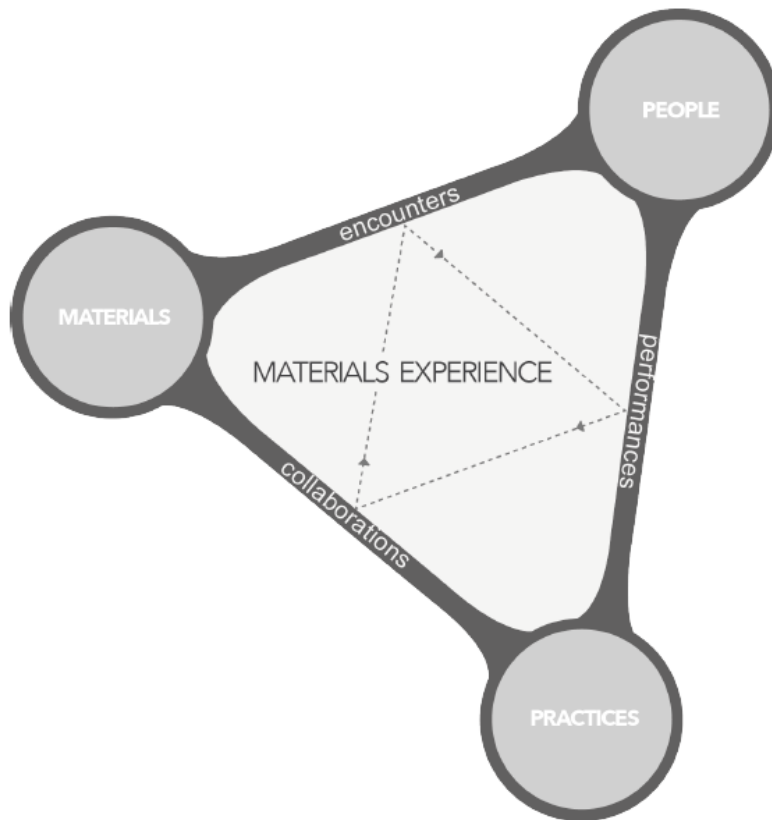 PEOPLE
encounters
MATERIALS
MATERIALS EXPERIENCE
performances
collaborations
PRACTICES